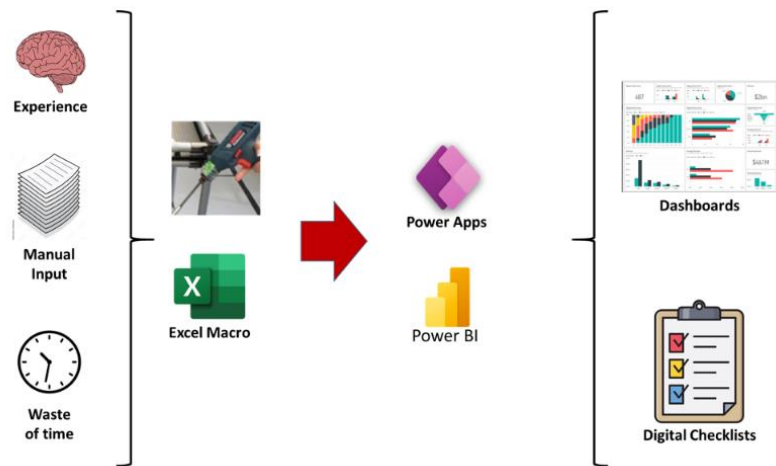 Experience
Manual
Input
Waste
of time
X
Excel Macro
Power Apps
Power BI
Dashboards
Digital Checklists